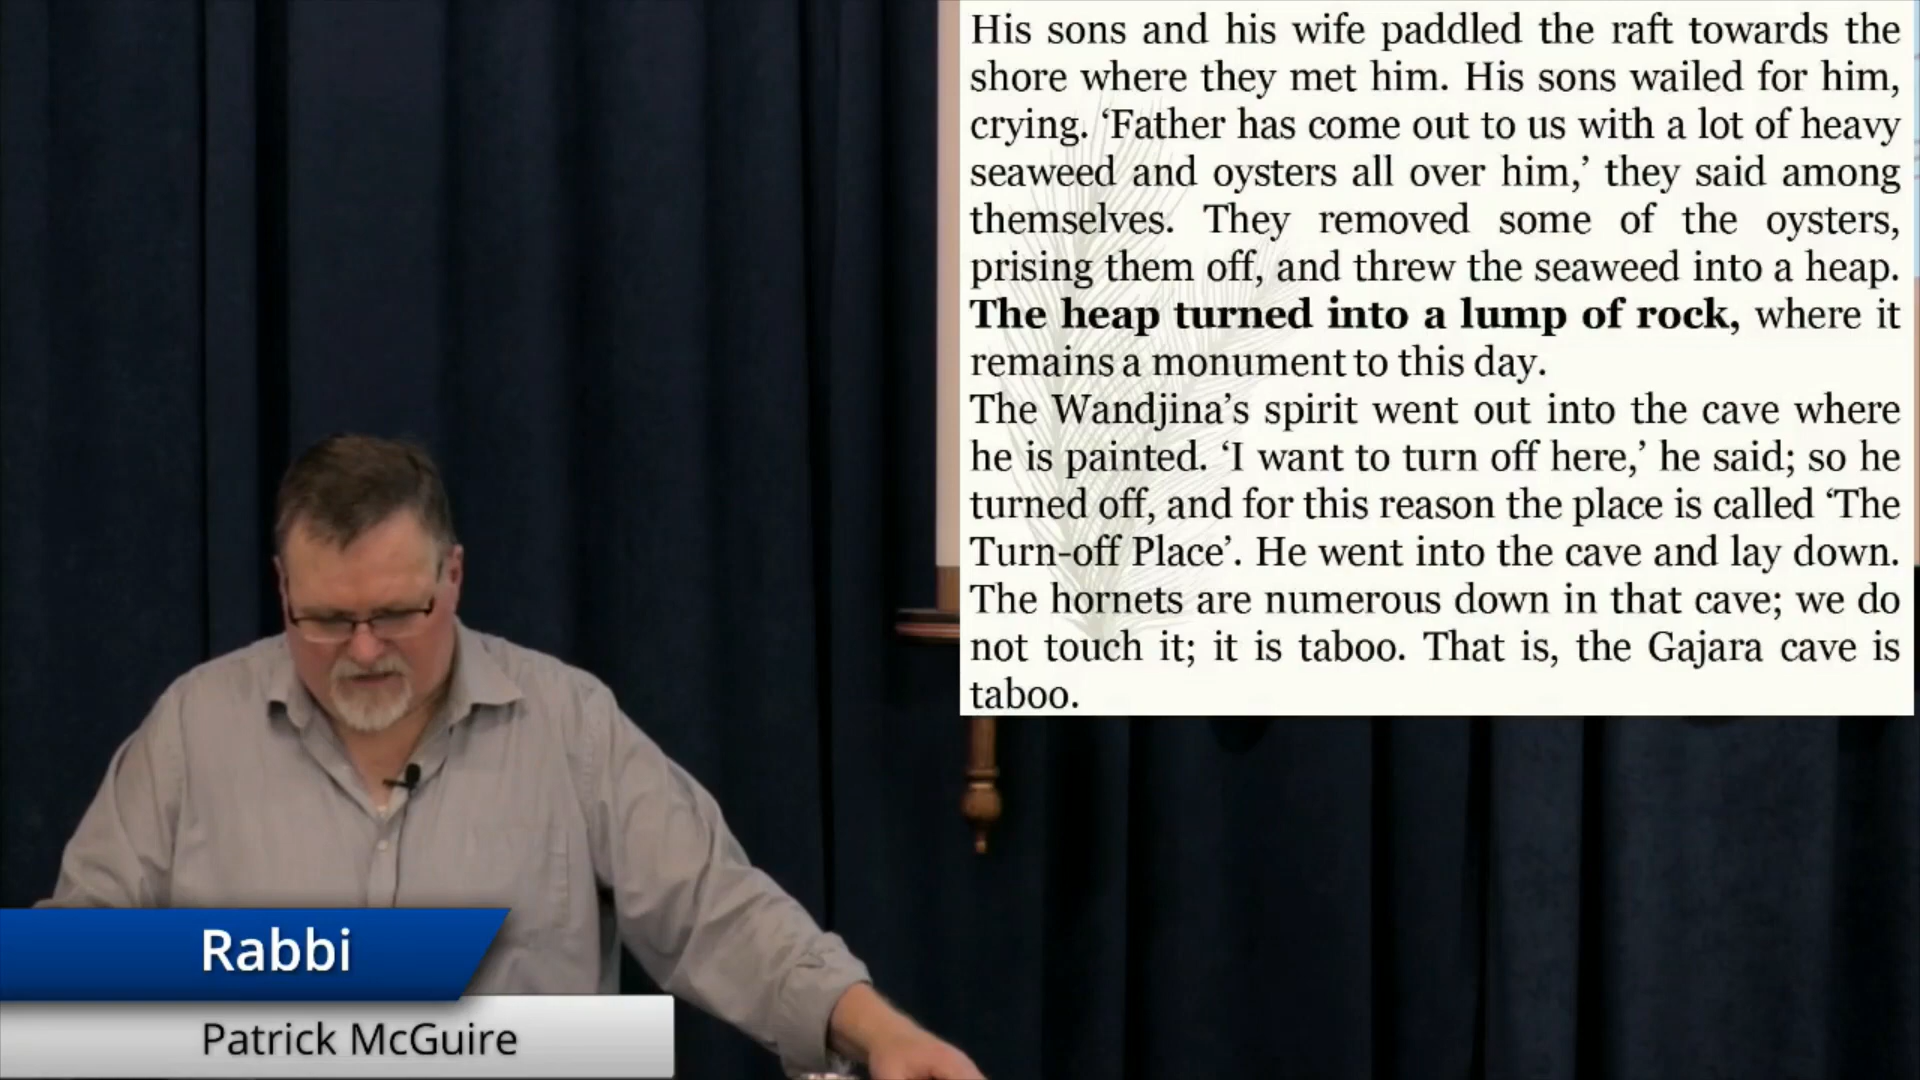 His sons and his wife paddled the raft towards the
shore where they met him. His sons wailed for him,
crying. ‘Father has come out to us with a lot of heavy
seaweed and oysters all over him,’ they said among
themselves. They removed some of the oysters,
prising them off, and threw the seaweed into a heap.
The heap turned into a lump of rock, where it
remains a monument to this day.
The Wandjina’s spirit went out into the cave where
he is painted. ‘I want to turn off here,’ he said; so he
turned off, and for this reason the place is called ‘The
Turn-off Place’. He went into the cave and lay down.
The hornets are numerous down in that cave; we do
not touch it; it is taboo. That is, the Gajara cave is
taboo.
Rabbi
Patrick McGuire